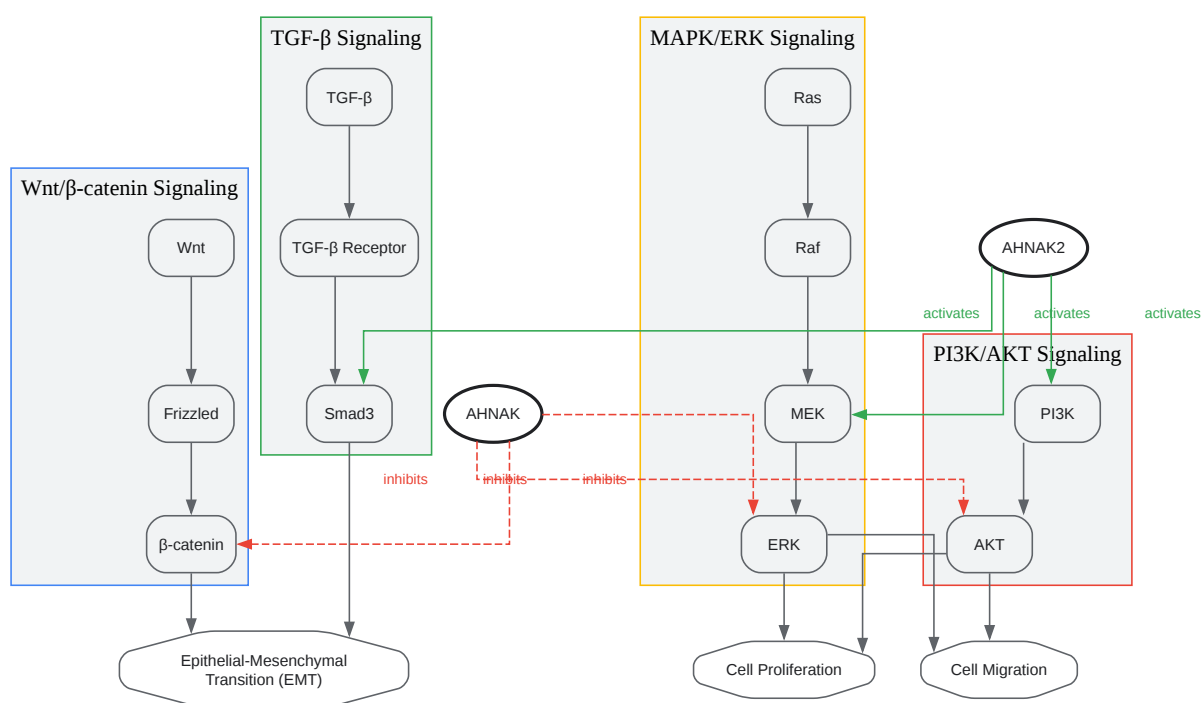 TGF-β Signaling
MAPK/ERK Signaling
TGF-β
Ras
Wnt/β-catenin Signaling
Wnt
TGF-β Receptor
Raf
AHNAK2
activates
activates
activates
PI3K/AKT Signaling
Frizzled
Smad3
AHNAK
MEK
PI3K
inhibits
inhibits
inhibits
β-catenin
ERK
AKT
Epithelial-Mesenchymal
Transition (EMT)
Cell Proliferation
Cell Migration